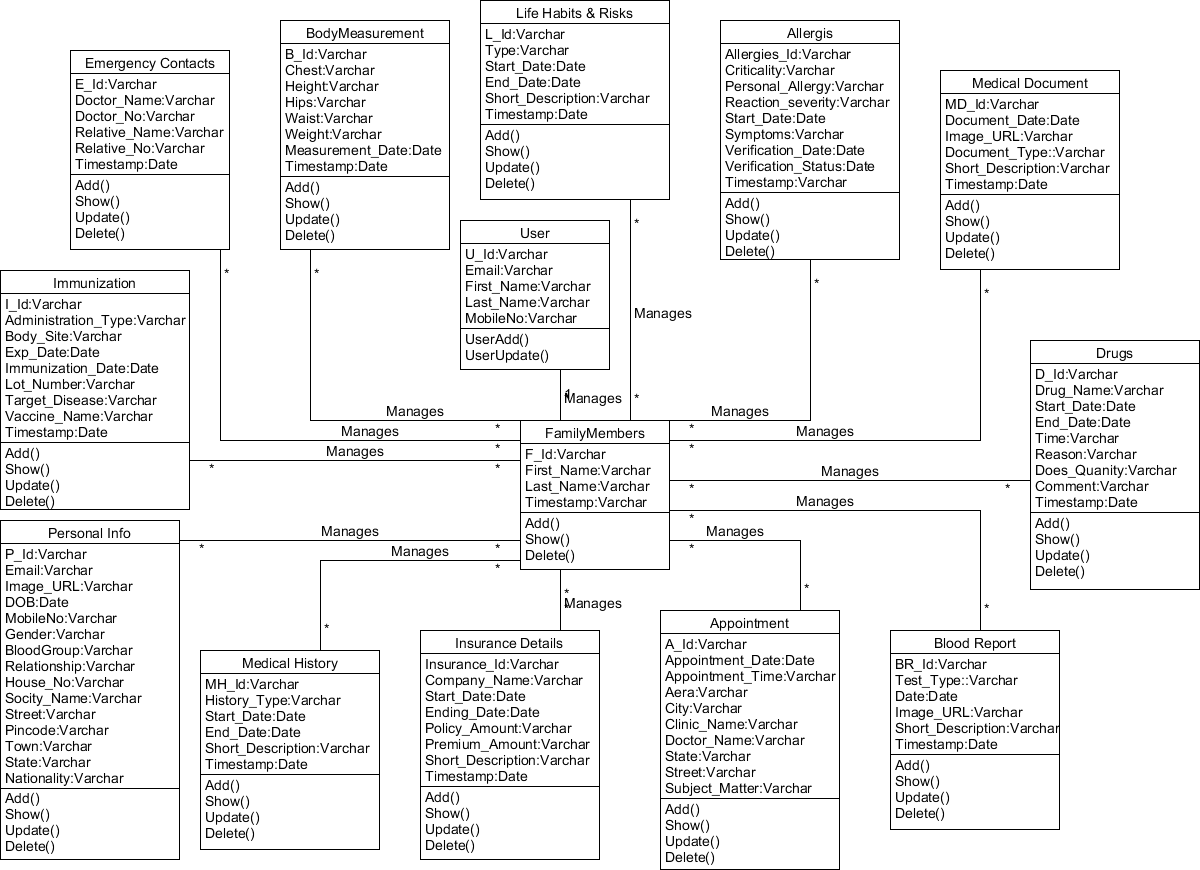 Life Habits & Risks
L_Id:Varchar
Type:Varchar
Start_Date:Date
End_Date:Date
Short_Description:Varchar
Timestamp:Date
Add()
Show()
Update()
Delete()
BodyMeasurement
B_Id:Varchar
Chest:Varchar
Height:Varchar
Hips:Varchar
Waist:Varchar
Weight:Varchar
Measurement_Date:Date
Timestamp:Date
Add()
Show()
Update()
Delete()
Allergis
Allergies_Id:Varchar
Criticality:Varchar
Personal_Allergy:Varchar
Reaction_severity:Varchar
Start_Date:Date
Symptoms:Varchar
Verification_Date:Date
Verification_Status:Date
Timestamp:Varchar
Add()
Show()
Update()
Delete()
Emergency Contacts
E_Id:Varchar
Doctor_Name:Varchar
Doctor_No:Varchar
Relative_Name:Varchar
Relative_No:Varchar
Timestamp:Date
Add()
Show()
Update()
Delete()
Medical Document
MD_Id:Varchar
Document_Date:Date
Image_URL:Varchar
Document_Type::Varchar
Short_Description:Varchar
Timestamp:Date
Add()
Show()
Update()
Delete()
User
U_Id:Varchar
Email:Varchar
First_Name:Varchar
Last_Name:Varchar
MobileNo:Varchar
UserAdd()
UserUpdate()
Immunization
I_Id:Varchar
Administration_Type:Varchar
Body_Site:Varchar
Exp_Date:Date
Immunization_Date:Date
Lot_Number:Varchar
Target_Disease:Varchar
Vaccine_Name:Varchar
Timestamp:Date
Add()
Show()
Update()
Delete()
* * * * *
Manages
Manages *
Manages Manages
* *
Manages Manages
* *
Manages Manages
* * * *
Manages
*
FamilyMembers
F_Id:Varchar
First_Name:Varchar
Last_Name:Varchar
Timestamp:Varchar
Add()
Show()
Delete()
Drugs
D_Id:Varchar
Drug_Name:Varchar
Start_Date:Date
End_Date:Date
Time:Varchar
Reason:Varchar
Does_Quanity:Varchar
Comment:Varchar
Timestamp:Date
Add()
Show()
Update()
Delete()
Manages Manages
* * *
Manages
* *
* *
Manages
*
Personal Info
P_Id:Varchar
Email:Varchar
Image_URL:Varchar
DOB:Date
MobileNo:Varchar
Gender:Varchar
BloodGroup:Varchar
Relationship:Varchar
House_No:Varchar
Socity_Name:Varchar
Street:Varchar
Pincode:Varchar
Town:Varchar
State:Varchar
Nationality:Varchar
Add()
Show()
Update()
Delete()
Medical History
MH_Id:Varchar
History_Type:Varchar
Start_Date:Date
End_Date:Date
Short_Description:Varchar
Timestamp:Date
Add()
Show()
Update()
Delete()
Insurance Details
Insurance_Id:Varchar
Company_Name:Varchar
Start_Date:Date
Ending_Date:Date
Policy_Amount:Varchar
Premium_Amount:Varchar
Short_Description:Varchar
Timestamp:Date
Add()
Show()
Update()
Delete()
Appointment
A_Id:Varchar
Appointment_Date:Date
Appointment_Time:Varchar
Aera:Varchar
City:Varchar
Clinic_Name:Varchar
Doctor_Name:Varchar
State:Varchar
Street:Varchar
Subject_Matter:Varchar
Add()
Show()
Update()
Delete()
Blood Report
BR_Id:Varchar
Test_Type::Varchar
Date:Date
Image_URL:Varchar
Short_Description:Varchar
Timestamp:Date
Add()
Show()
Update()
Delete()